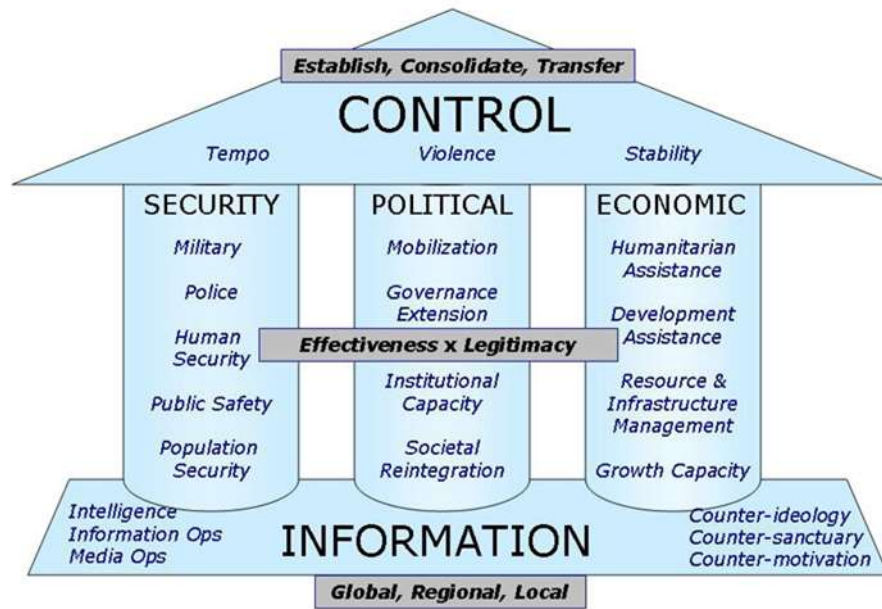 Establish, Consolidate, Transfer
CONTROL
Tempo Violence Stability
SECURITY
Military
Police
Human
Security
Public Safety
Population
Security
POLITICAL
Mobilization
Governance
Extension
Institutional
Capacity
Societal
Reintegration
ECONOMIC
Humanitarian
Assistance
Development
Assistance
Resource &
Infrastructure
Management
Growth Capacity
Effectiveness x Legitimacy
Intelligence
Information Ops
Media Ops
INFORMATION
Counter-ideology
Counter-sanctuary
Counter-motivation
Global, Regional, Local